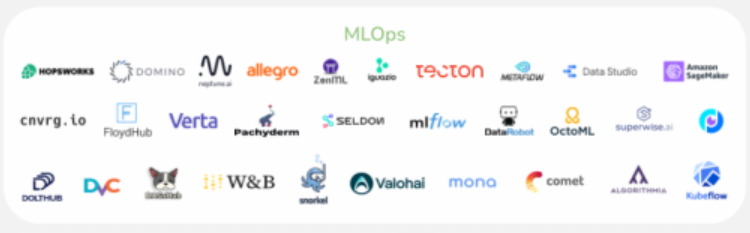 MLOps
HOPSWORKS DOMINO neptune.ai allegro ZenML iguazio TECTON METAFLOW Data Studio Amazon SageMaker
cnvrg.io FloydHub Verta Pachyderm SELDON mlflow DataRobot OctoML superwise.ai
DOLTHUB DVC DAGsHub W&B snorkel Valohai mona comet ALGORITHMIA Kubeflow